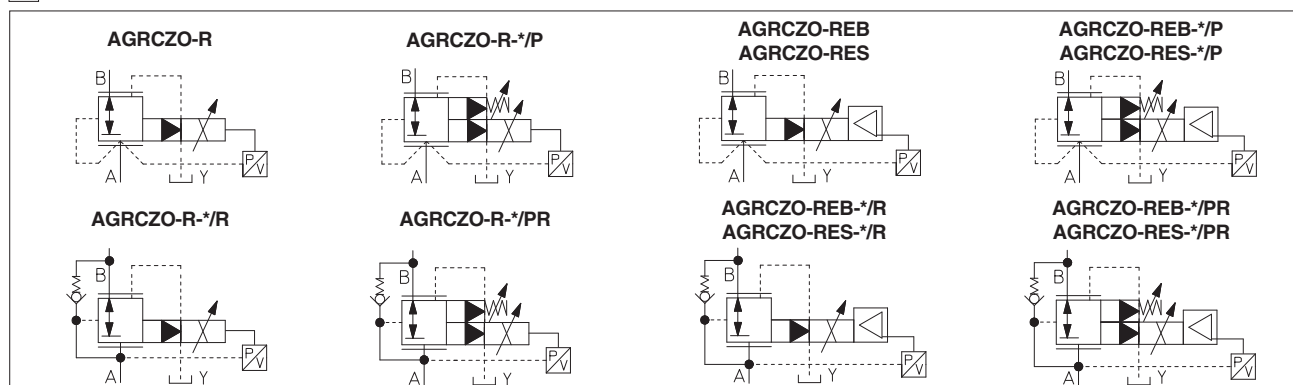 AGRCZO-R
B
A
Y
P/V
AGRCZO-R-*/P
B
A
Y
P/V
AGRCZO-REB
AGRCZO-RES
B
A
Y
P/V
AGRCZO-REB-*/P
AGRCZO-RES-*/P
B
A
Y
P/V
AGRCZO-R-*/R
B
A
Y
P/V
AGRCZO-R-*/PR
B
A
Y
P/V
AGRCZO-REB-*/R
AGRCZO-RES-*/R
B
A
Y
P/V
AGRCZO-REB-*/PR
AGRCZO-RES-*/PR
B
A
Y
P/V